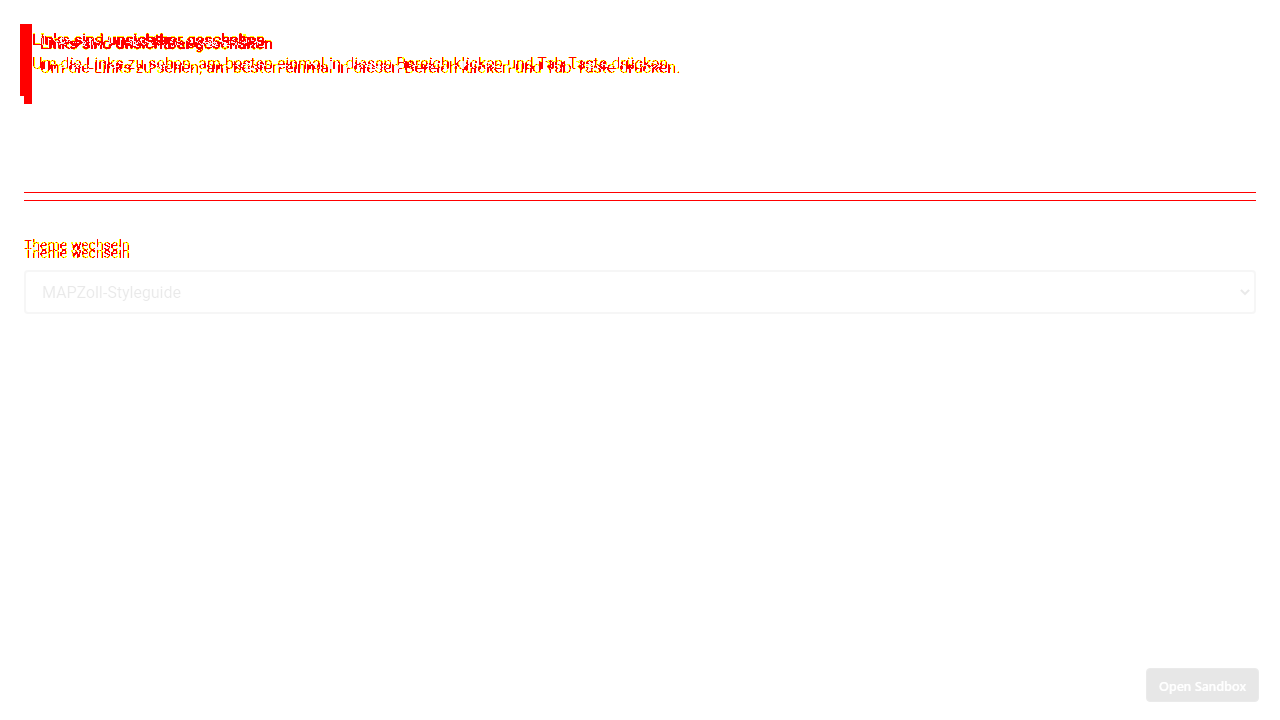 Links sind unsichtbar geschaltet
Um die Links zu sehen, am besten einmal in diesen Bereich klicken und Tab-Taste drücken.
Theme wechseln
MAPZoll-Styleguide
Open Sandbox